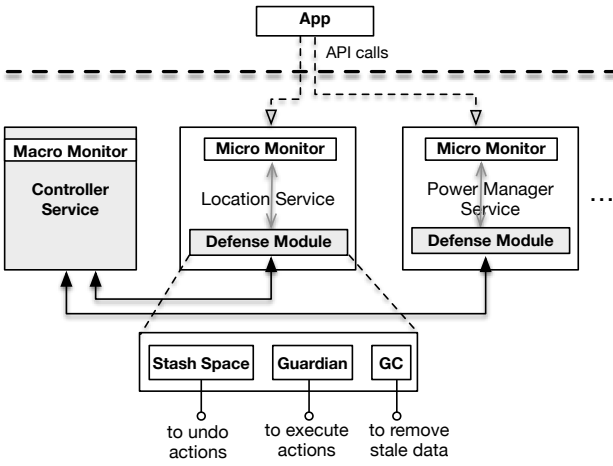 App
API calls
Macro Monitor
Controller
Service
Micro Monitor
Location Service
Defense Module
Micro Monitor
Power Manager
Service
Defense Module
...
Stash Space
Guardian
GC
to undo
actions
to execute
actions
to remove
stale data